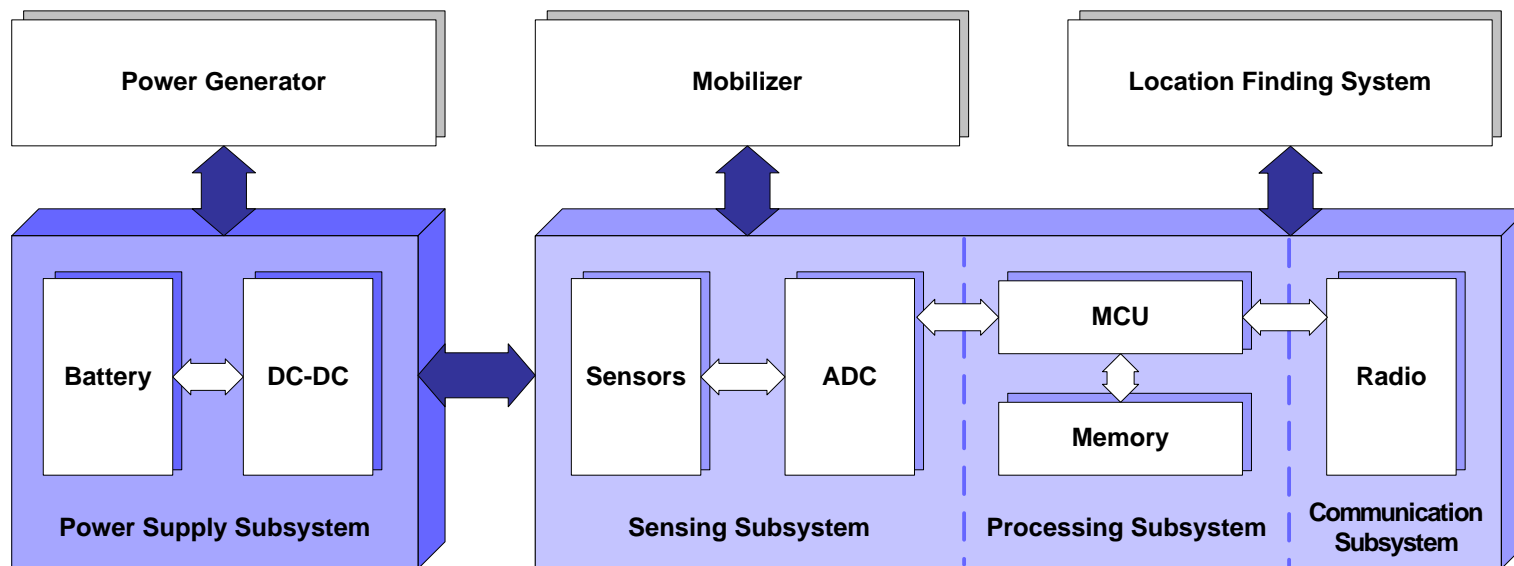 Power Generator
Mobilizer
Location Finding System
Battery
DC-DC
Sensors
ADC
MCU
Memory
Radio
Power Supply Subsystem
Sensing Subsystem
Processing Subsystem
Communication
Subsystem